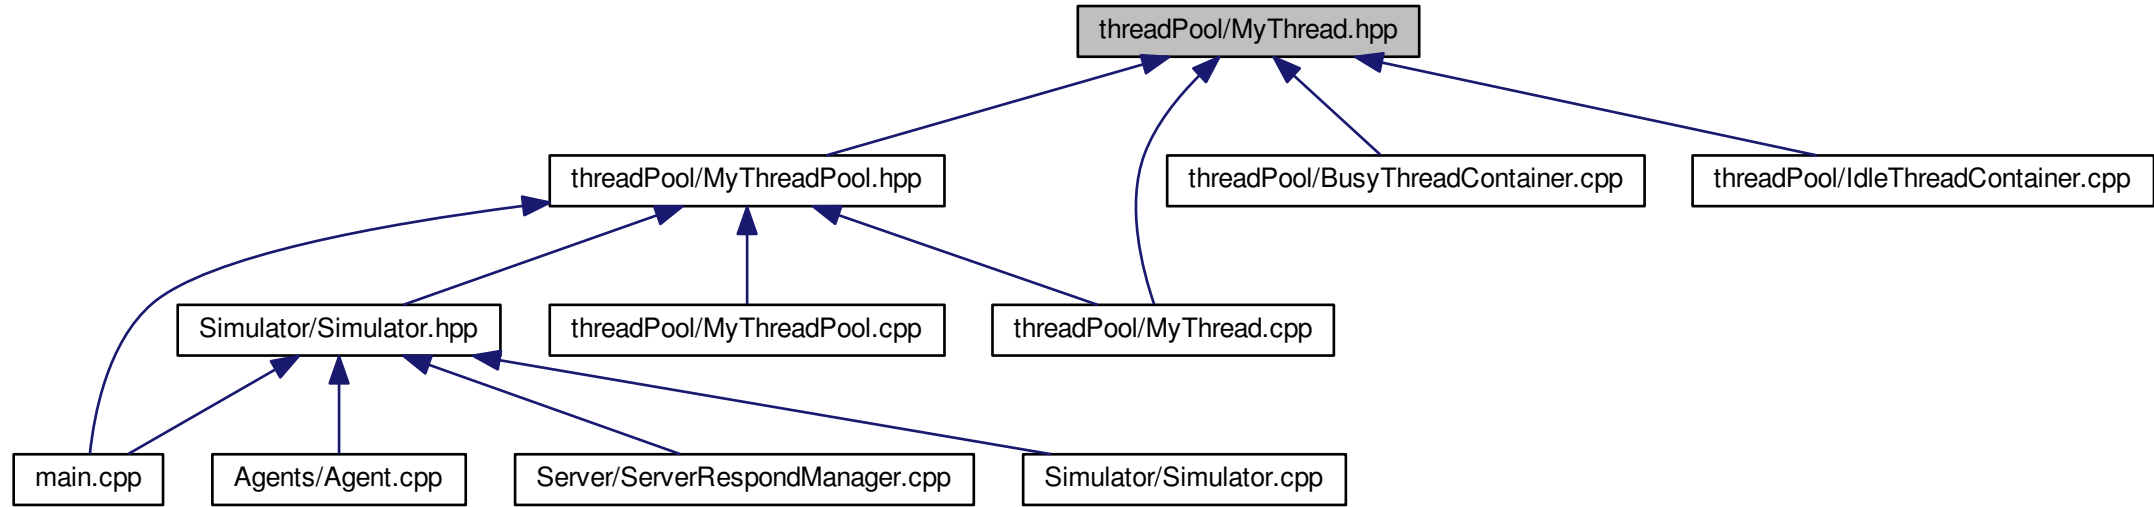 threadPool/MyThread.hpp
threadPool/MyThreadPool.hpp
threadPool/BusyThreadContainer.cpp
threadPool/IdleThreadContainer.cpp
Simulator/Simulator.hpp
threadPool/MyThreadPool.cpp
threadPool/MyThread.cpp
main.cpp
Agents/Agent.cpp
Server/ServerRespondManager.cpp
Simulator/Simulator.cpp